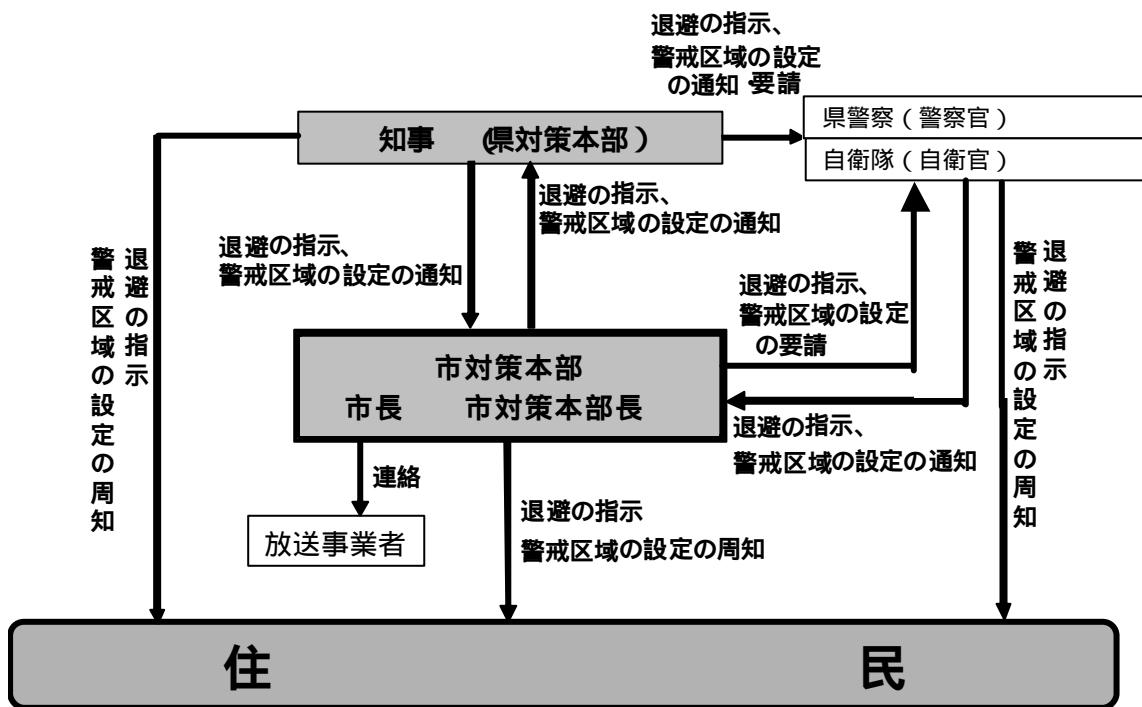 退避の指示、
警戒区域の設定
の通知・要請
知事 （県対策本部）
県警察（警察官）
自衛隊（自衛官）
退避の指示、
警戒区域の設定の通知
退避の指示、
警戒区域の設定の通知
退避の指示
警戒区域の設定の周知
退避の指示、
警戒区域の設定
の要請
退避の指示
警戒区域の設定の周知
市対策本部
市長 市対策本部長
退避の指示、
警戒区域の設定の通知
連絡
放送事業者
退避の指示
警戒区域の設定の周知
住 民